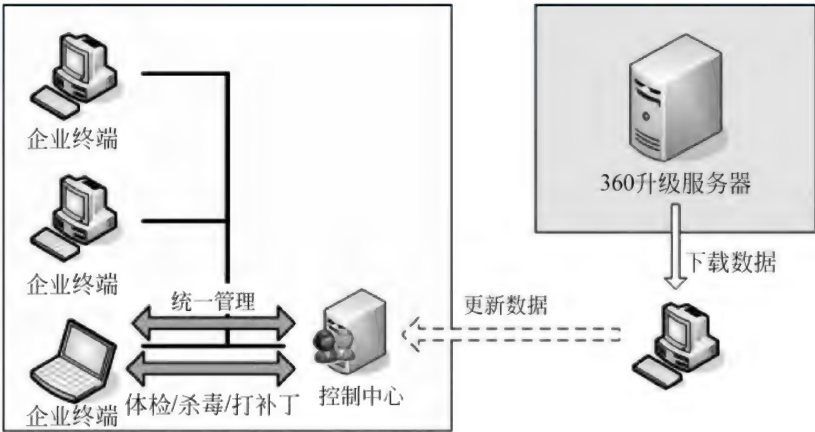 企业终端
企业终端
统一管理
企业终端
体检/杀毒/打补丁
控制中心
更新数据
360升级服务器
下载数据